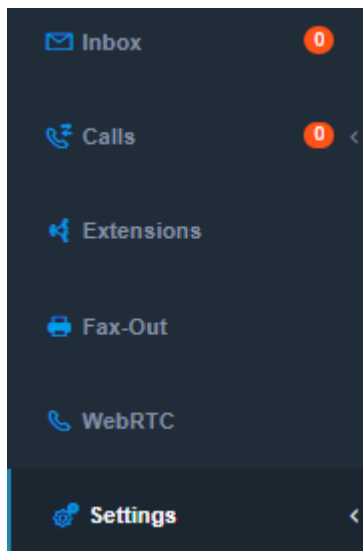 Inbox 0
Calls 0
Extensions
Fax-Out
WebRTC
Settings